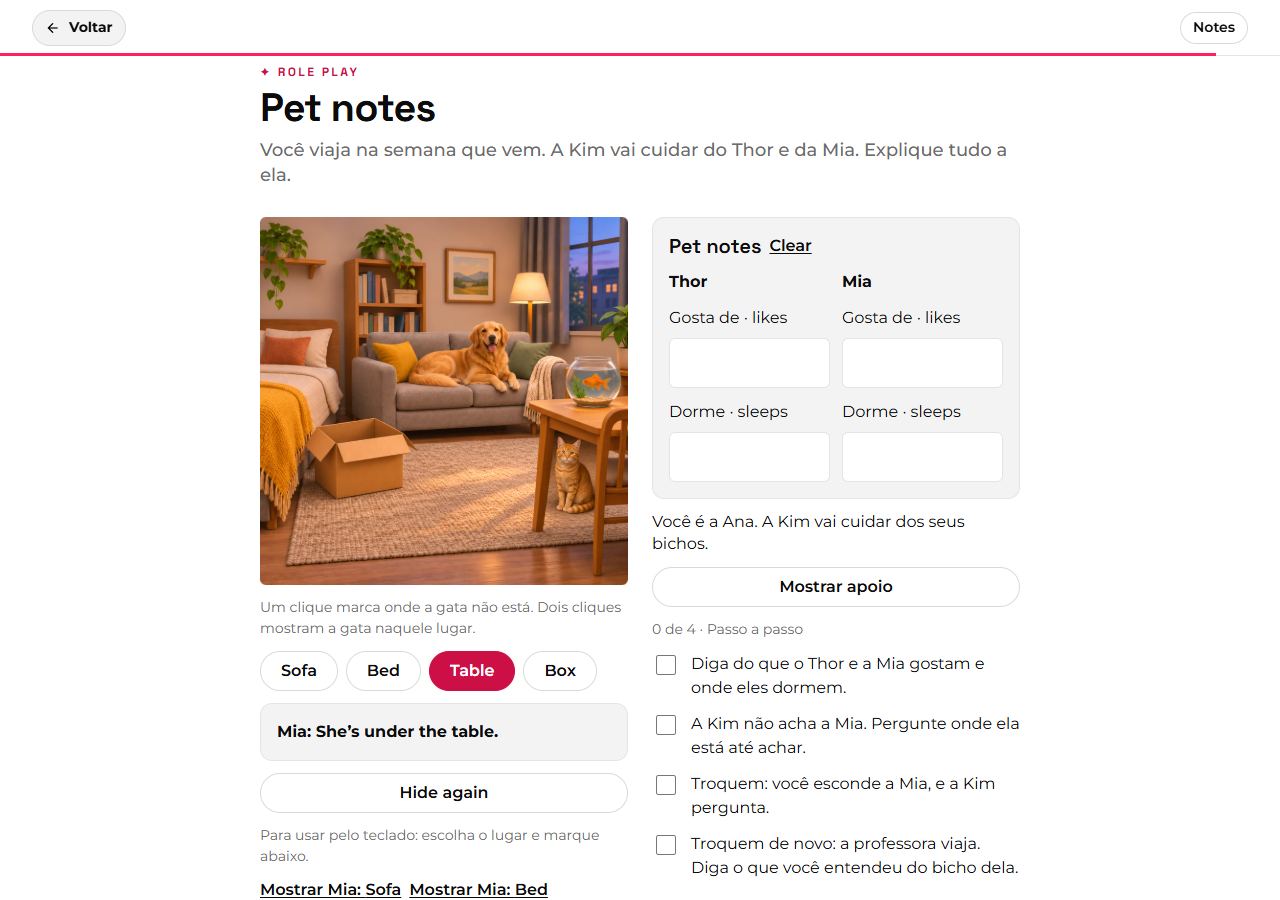 ← Voltar
Notes
✦ ROLE PLAY
Pet notes
Você viaja na semana que vem. A Kim vai cuidar do Thor e da Mia. Explique tudo a
ela.
Um clique marca onde a gata não está. Dois cliques
mostram a gata naquele lugar.
Sofa Bed Table Box
Mia: She’s under the table.
Hide again
Para usar pelo teclado: escolha o lugar e marque
abaixo.
Mostrar Mia: Sofa Mostrar Mia: Bed
Pet notes Clear
Thor Mia
Gosta de · likes Gosta de · likes
Dorme · sleeps Dorme · sleeps
Você é a Ana. A Kim vai cuidar dos seus
bichos.
Mostrar apoio
0 de 4 · Passo a passo
Diga do que o Thor e a Mia gostam e
onde eles dormem.
A Kim não acha a Mia. Pergunte onde ela
está até achar.
Troquem: você esconde a Mia, e a Kim
pergunta.
Troquem de novo: a professora viaja.
Diga o que você entendeu do bicho dela.